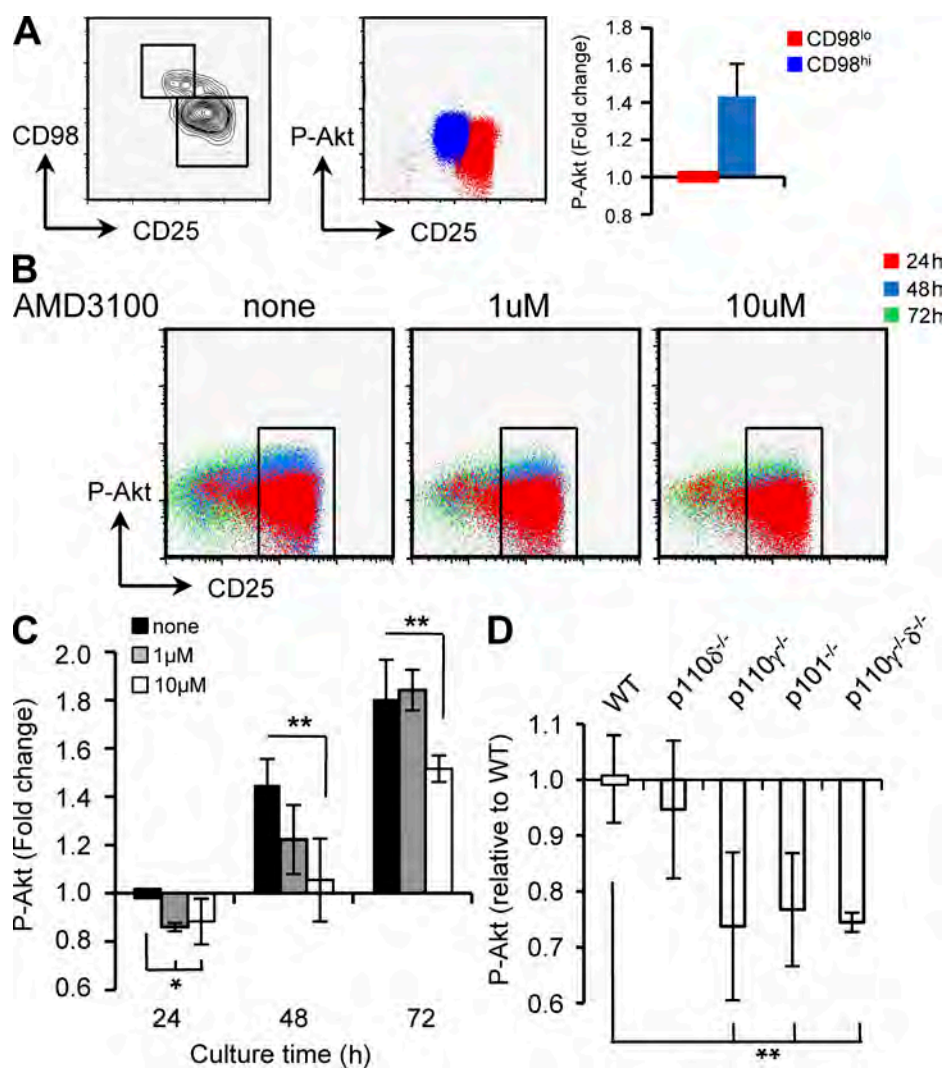 A
CD98
CD25
P-Akt
CD25
P-Akt (Fold change)
1.8
1.6
1.4
1.2
1.0
0.8
CD98lo
CD98hi
B
AMD3100
none
1uM
10uM
24h
48h
72h
P-Akt
CD25
C
none
1µM
10µM
P-Akt (Fold change)
2.0
1.8
1.6
1.4
1.2
1.0
0.8
0.6
*
**
**
24
48
72
Culture time (h)
D
WT
p110δ-/-
p110γ-/-
p101-/-
p110γ-/-δ-/-
P-Akt (relative to WT)
1.1
1.0
0.9
0.8
0.7
0.6
**